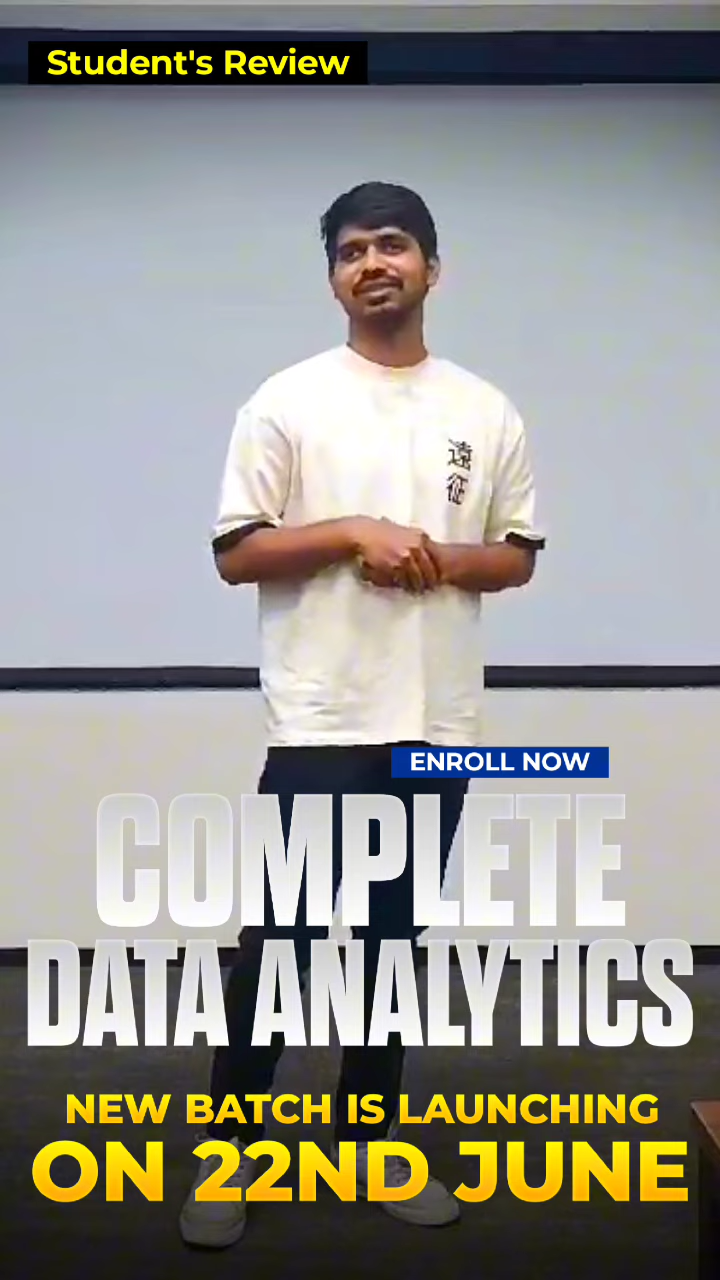 Student's Review
遠
征
ENROLL NOW
COMPLETE
DATA ANALYTICS
NEW BATCH IS LAUNCHING
ON 22ND JUNE